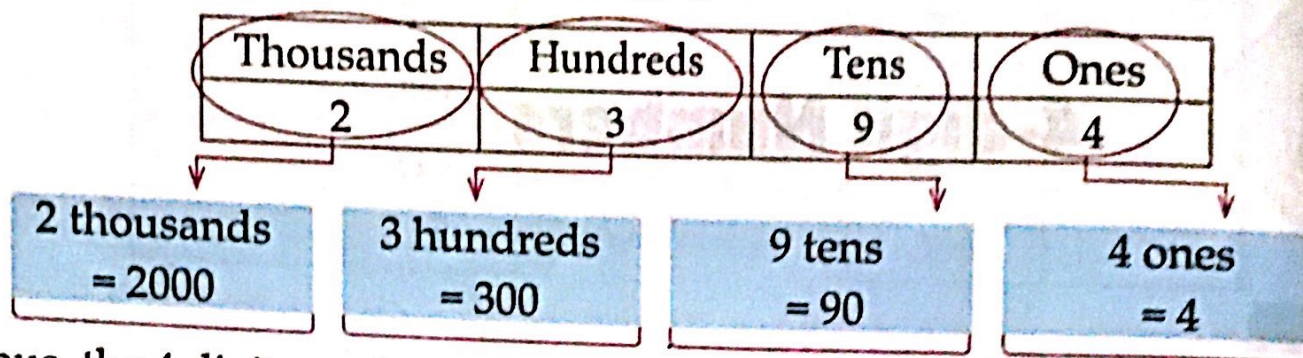 Thousands Hundreds Tens Ones
2 3 9 4
2 thousands 3 hundreds 9 tens 4 ones
= 2000 = 300 = 90 = 4